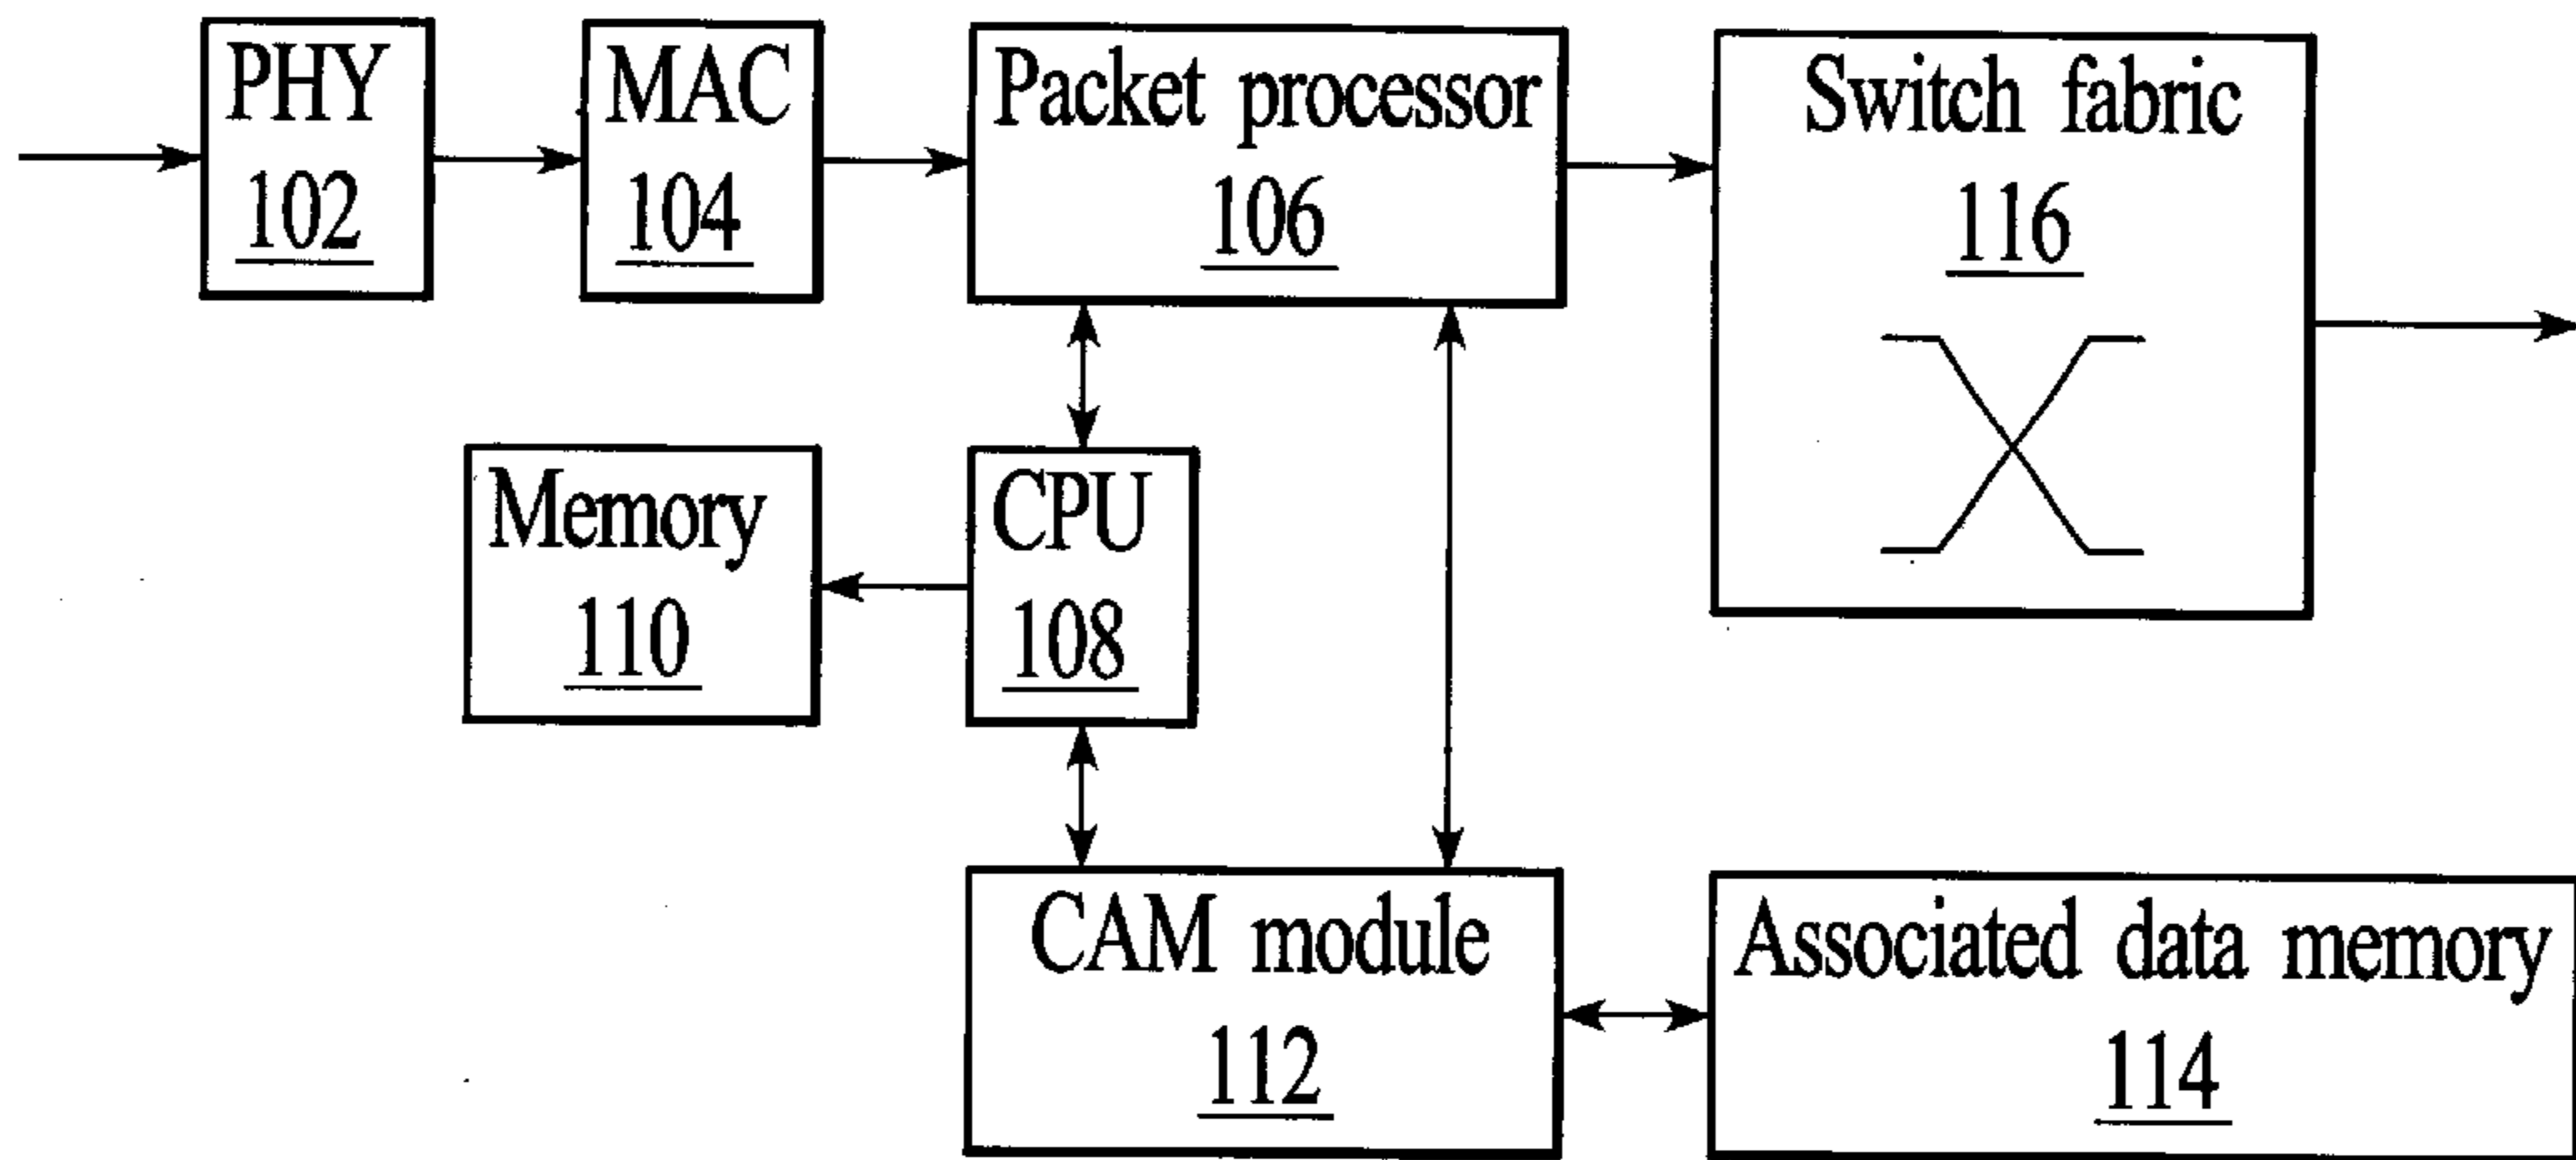 PHY
102
MAC
104
Packet processor
106
Switch fabric
116
Memory
110
CPU
108
CAM module
112
Associated data memory
114